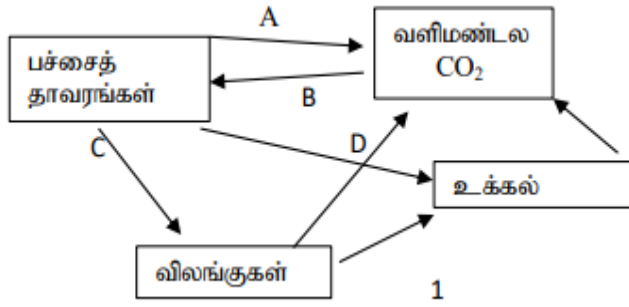 A
வளிமண்டல
CO₂
பச்சைத்
தாவரங்கள்
B
C
D
உக்கல்
விலங்குகள்
1